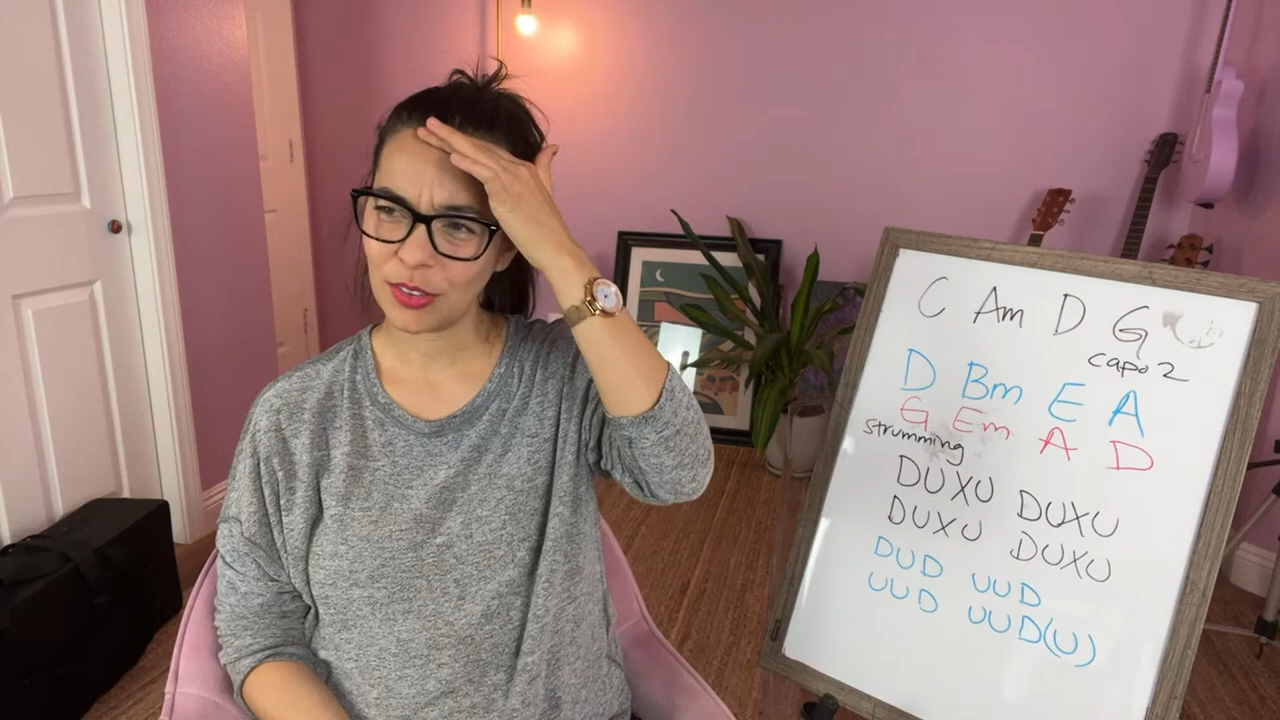 C Am D G
capo 2
D Bm E A
G Em A D
strumming
DUXU DUXU
DUXU DUXU
DUD UUD
UUD UUD(U)